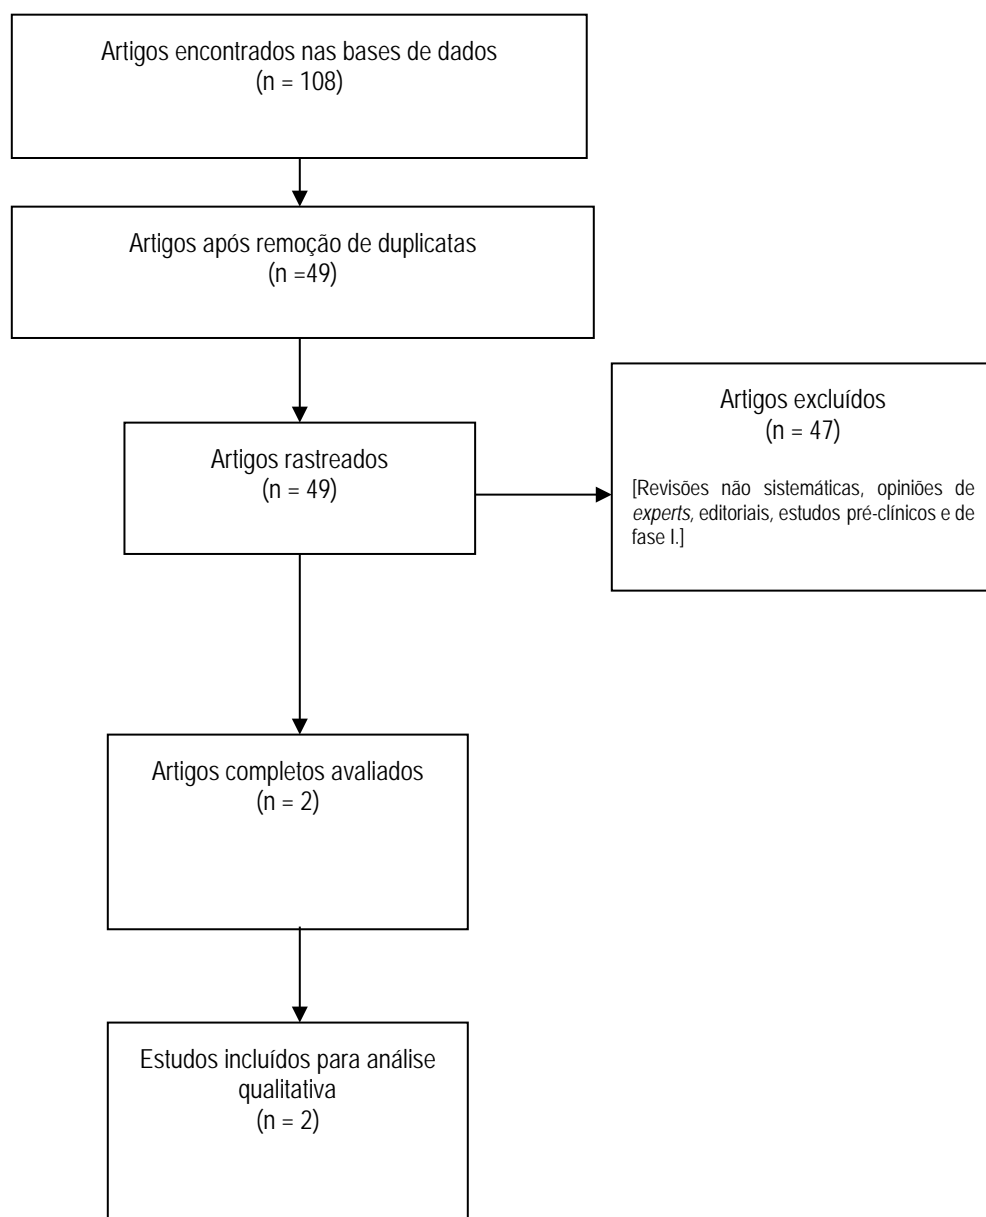 Artigos encontrados nas bases de dados
(n = 108)
Artigos após remoção de duplicatas
(n =49)
Artigos rastreados
(n = 49)
Artigos excluídos
(n = 47)
[Revisões não sistemáticas, opiniões de
experts, editoriais, estudos pré-clínicos e de
fase I.]
Artigos completos avaliados
(n = 2)
Estudos incluídos para análise
qualitativa
(n = 2)